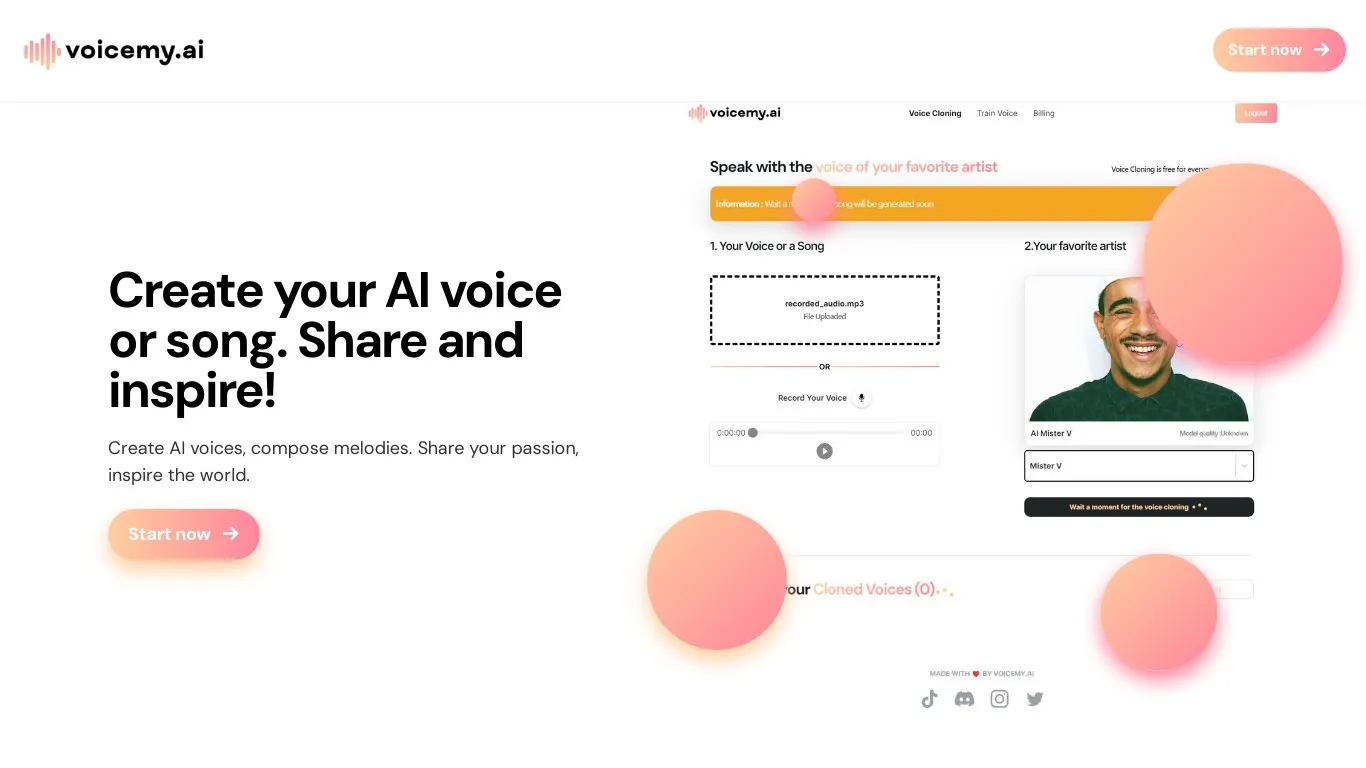 voicemy.ai
Start now
Create your AI voice
or song. Share and
inspire!
Create AI voices, compose melodies. Share your passion,
inspire the world.
Start now
voicemy.ai
Voice Cloning
Train Voice
Billing
Logout
Speak with the voice of your favorite artist
Voice Cloning is free for
Information : Wait a
song will be generated soon
1. Your Voice or a Song
recorded_audio.mp3
File Uploaded
OR
Record Your Voice
0:00:00
00:00
2.Your favorite artist
AI Mister V
Model quality :Unknown
Mister V
Wait a moment for the voice cloning
your Cloned Voices (0)
MADE WITH ❤ BY VOICEMY.AI